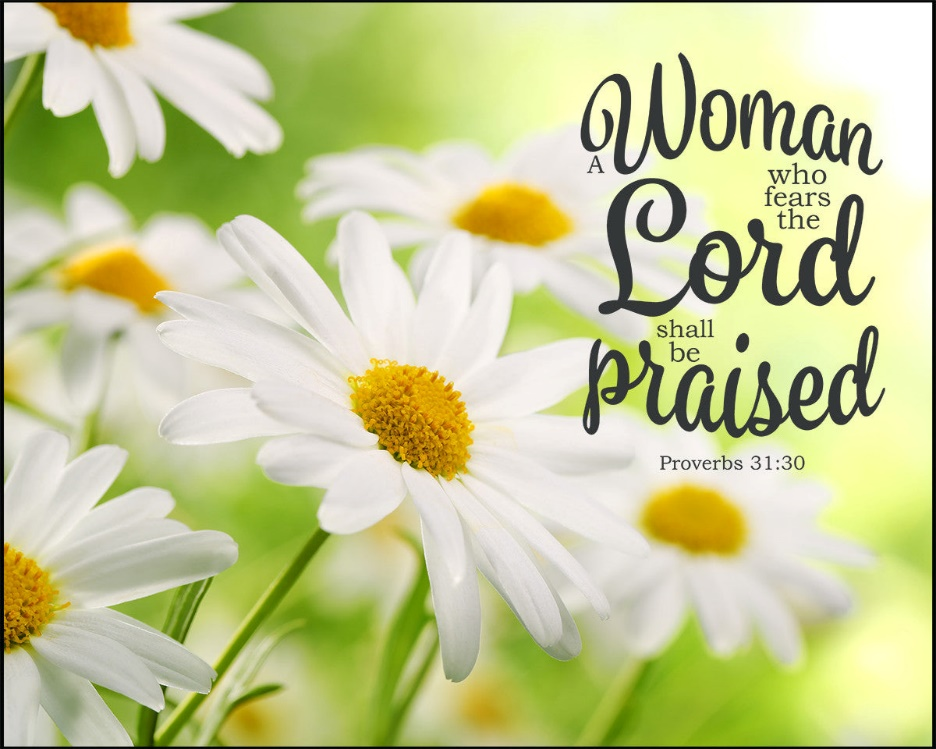 A Woman
who
fears
the
Lord
shall
be
praised
Proverbs 31:30